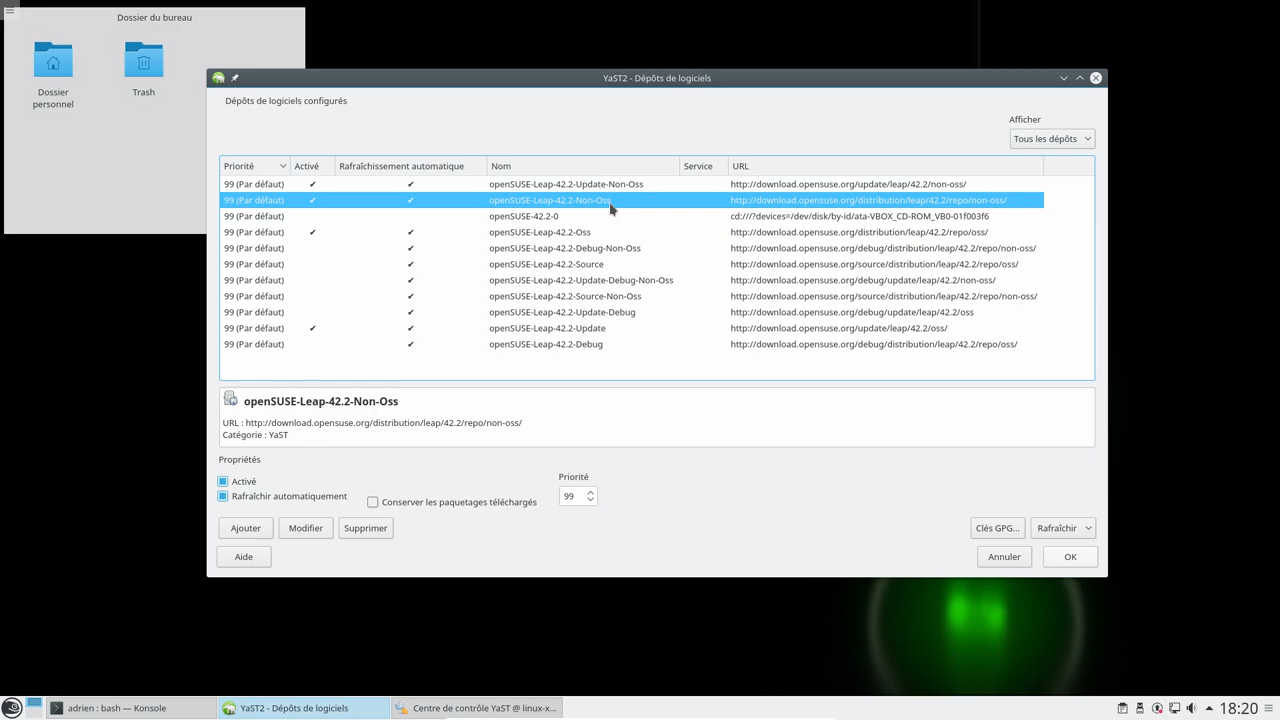 Dossier du bureau
Dossier
personnel
Trash
YaST2 - Dépôts de logiciels
Dépôts de logiciels configurés
Afficher
Tous les dépôts
Priorité Activé Rafraîchissement automatique Nom Service URL
99 (Par défaut) ✔ ✔ openSUSE-Leap-42.2-Update-Non-Oss http://download.opensuse.org/update/leap/42.2/non-oss/
99 (Par défaut) ✔ ✔ openSUSE-Leap-42.2-Non-Oss http://download.opensuse.org/distribution/leap/42.2/repo/non-oss/
99 (Par défaut) openSUSE-42.2-0 cd:///?devices=/dev/disk/by-id/ata-VBOX_CD-ROM_VB0-01f003f6
99 (Par défaut) ✔ ✔ openSUSE-Leap-42.2-Oss http://download.opensuse.org/distribution/leap/42.2/repo/oss/
99 (Par défaut) ✔ openSUSE-Leap-42.2-Debug-Non-Oss http://download.opensuse.org/debug/distribution/leap/42.2/repo/non-oss/
99 (Par défaut) ✔ openSUSE-Leap-42.2-Source http://download.opensuse.org/source/distribution/leap/42.2/repo/oss/
99 (Par défaut) ✔ openSUSE-Leap-42.2-Update-Debug-Non-Oss http://download.opensuse.org/debug/update/leap/42.2/non-oss/
99 (Par défaut) ✔ openSUSE-Leap-42.2-Source-Non-Oss http://download.opensuse.org/source/distribution/leap/42.2/repo/non-oss/
99 (Par défaut) ✔ openSUSE-Leap-42.2-Update-Debug http://download.opensuse.org/debug/update/leap/42.2/oss
99 (Par défaut) ✔ ✔ openSUSE-Leap-42.2-Update http://download.opensuse.org/update/leap/42.2/oss/
99 (Par défaut) ✔ openSUSE-Leap-42.2-Debug http://download.opensuse.org/debug/distribution/leap/42.2/repo/oss/
openSUSE-Leap-42.2-Non-Oss
URL : http://download.opensuse.org/distribution/leap/42.2/repo/non-oss/
Catégorie : YaST
Propriétés
Activé
Priorité
Rafraîchir automatiquement
Conserver les paquetages téléchargés
99
Ajouter Modifier Supprimer Clés GPG... Rafraîchir
Aide Annuler OK
adrien : bash — Konsole YaST2 - Dépôts de logiciels Centre de contrôle YaST @ linux-x... 18:20